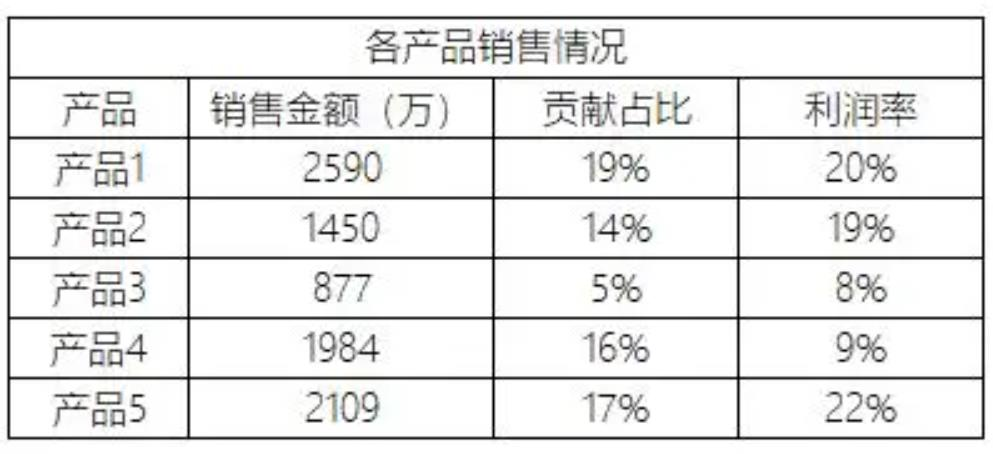 各产品销售情况
产品 销售金额（万） 贡献占比 利润率
产品1 2590 19% 20%
产品2 1450 14% 19%
产品3 877 5% 8%
产品4 1984 16% 9%
产品5 2109 17% 22%